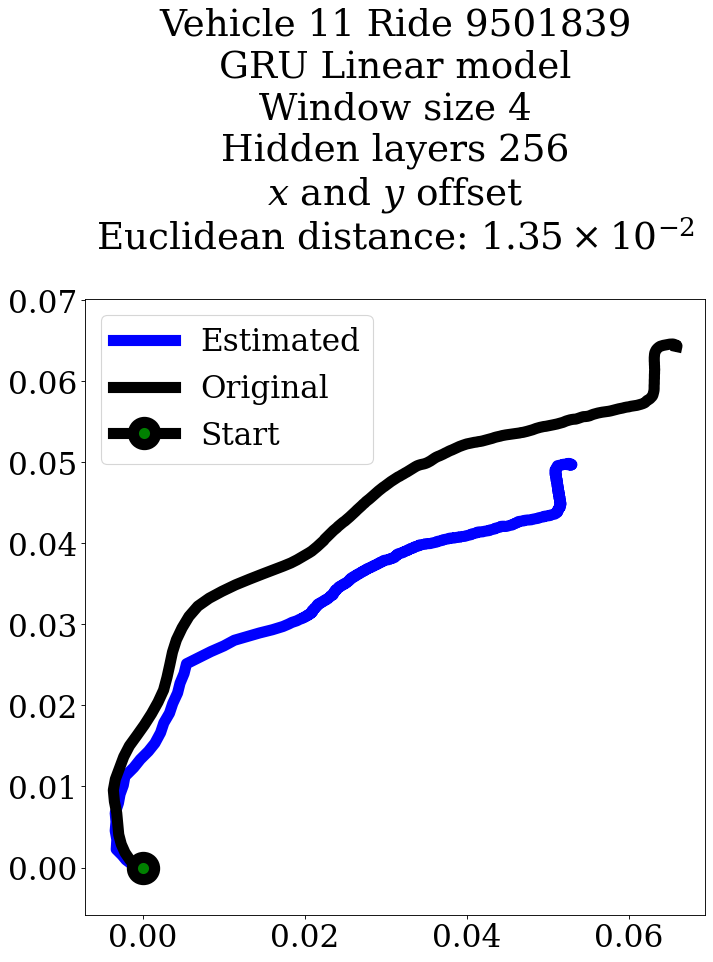 Vehicle 11 Ride 9501839
GRU Linear model
Window size 4
Hidden layers 256
x and y offset
Euclidean distance: 1.35 × 10⁻²
0.07
0.06
0.05
0.04
0.03
0.02
0.01
0.00
Estimated
Original
Start
0.00 0.02 0.04 0.06